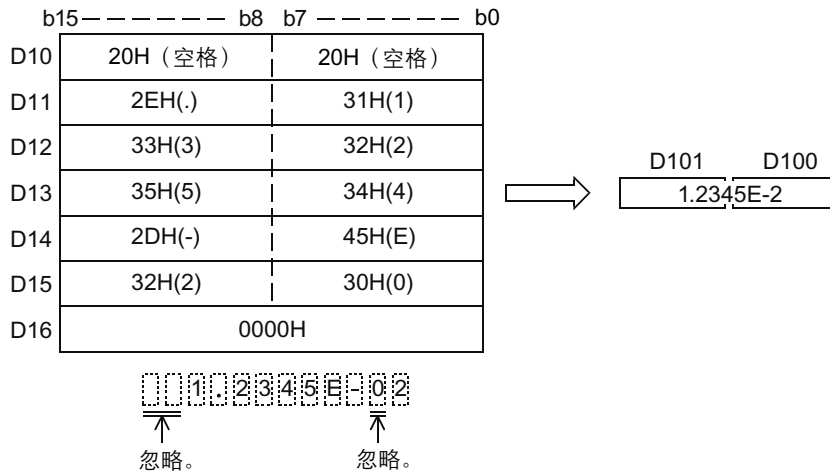 b15 b8 b7 b0
D10 20H（空格） 20H（空格）
D11 2EH(.) 31H(1)
D12 33H(3) 32H(2)
D13 35H(5) 34H(4)
D14 2DH(-) 45H(E)
D15 32H(2) 30H(0)
D16 0000H
D101 D100
1.2345E-2
1.2345E-02
忽略。 忽略。